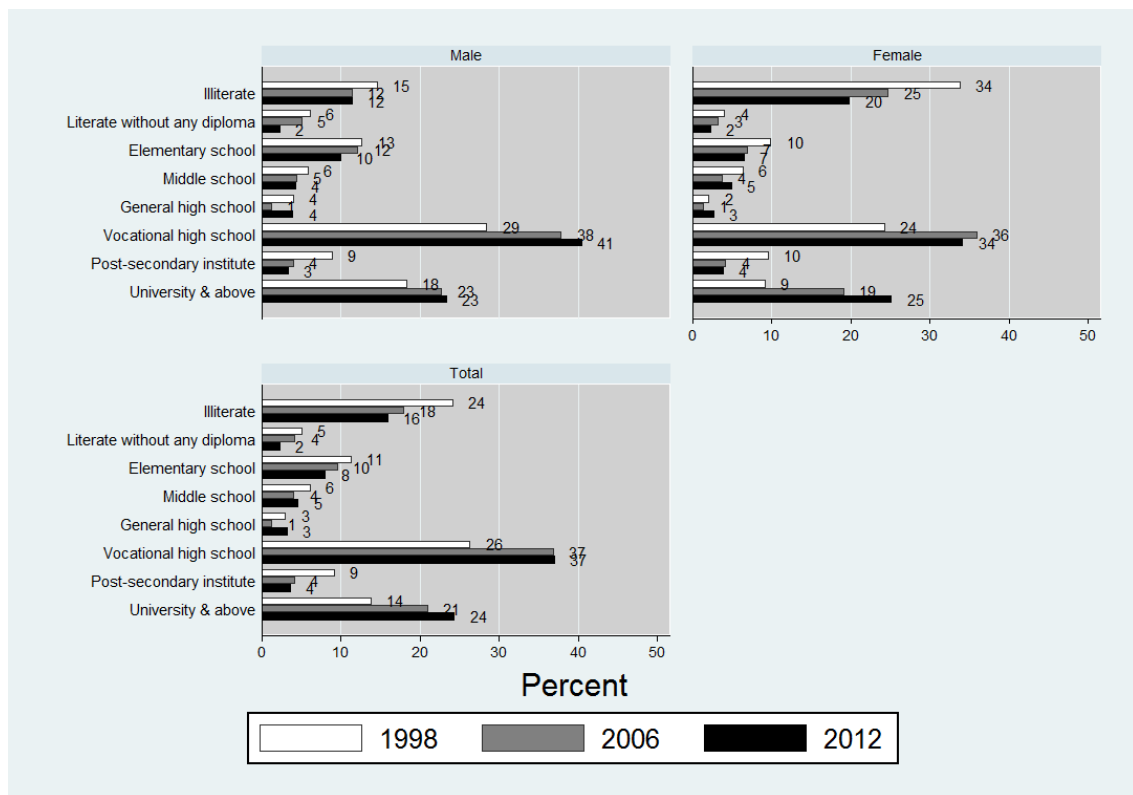 Male
Illiterate 15
12
12
Literate without any diploma 6
5
2
Elementary school 13
12
10
Middle school 6
5
4
General high school 4
1
4
Vocational high school 29
38
41
Post-secondary institute 9
4
3
University & above 18
23
23
Female
34
25
20
4
3
2
10
7
7
6
4
5
2
1
3
24
36
34
10
4
4
9
19
25
0 10 20 30 40 50
Total
Illiterate 24
18
16
Literate without any diploma 5
4
2
Elementary school 11
10
8
Middle school 6
4
5
General high school 3
1
3
Vocational high school 26
37
37
Post-secondary institute 9
4
4
University & above 14
21
24
0 10 20 30 40 50
Percent
1998 2006 2012